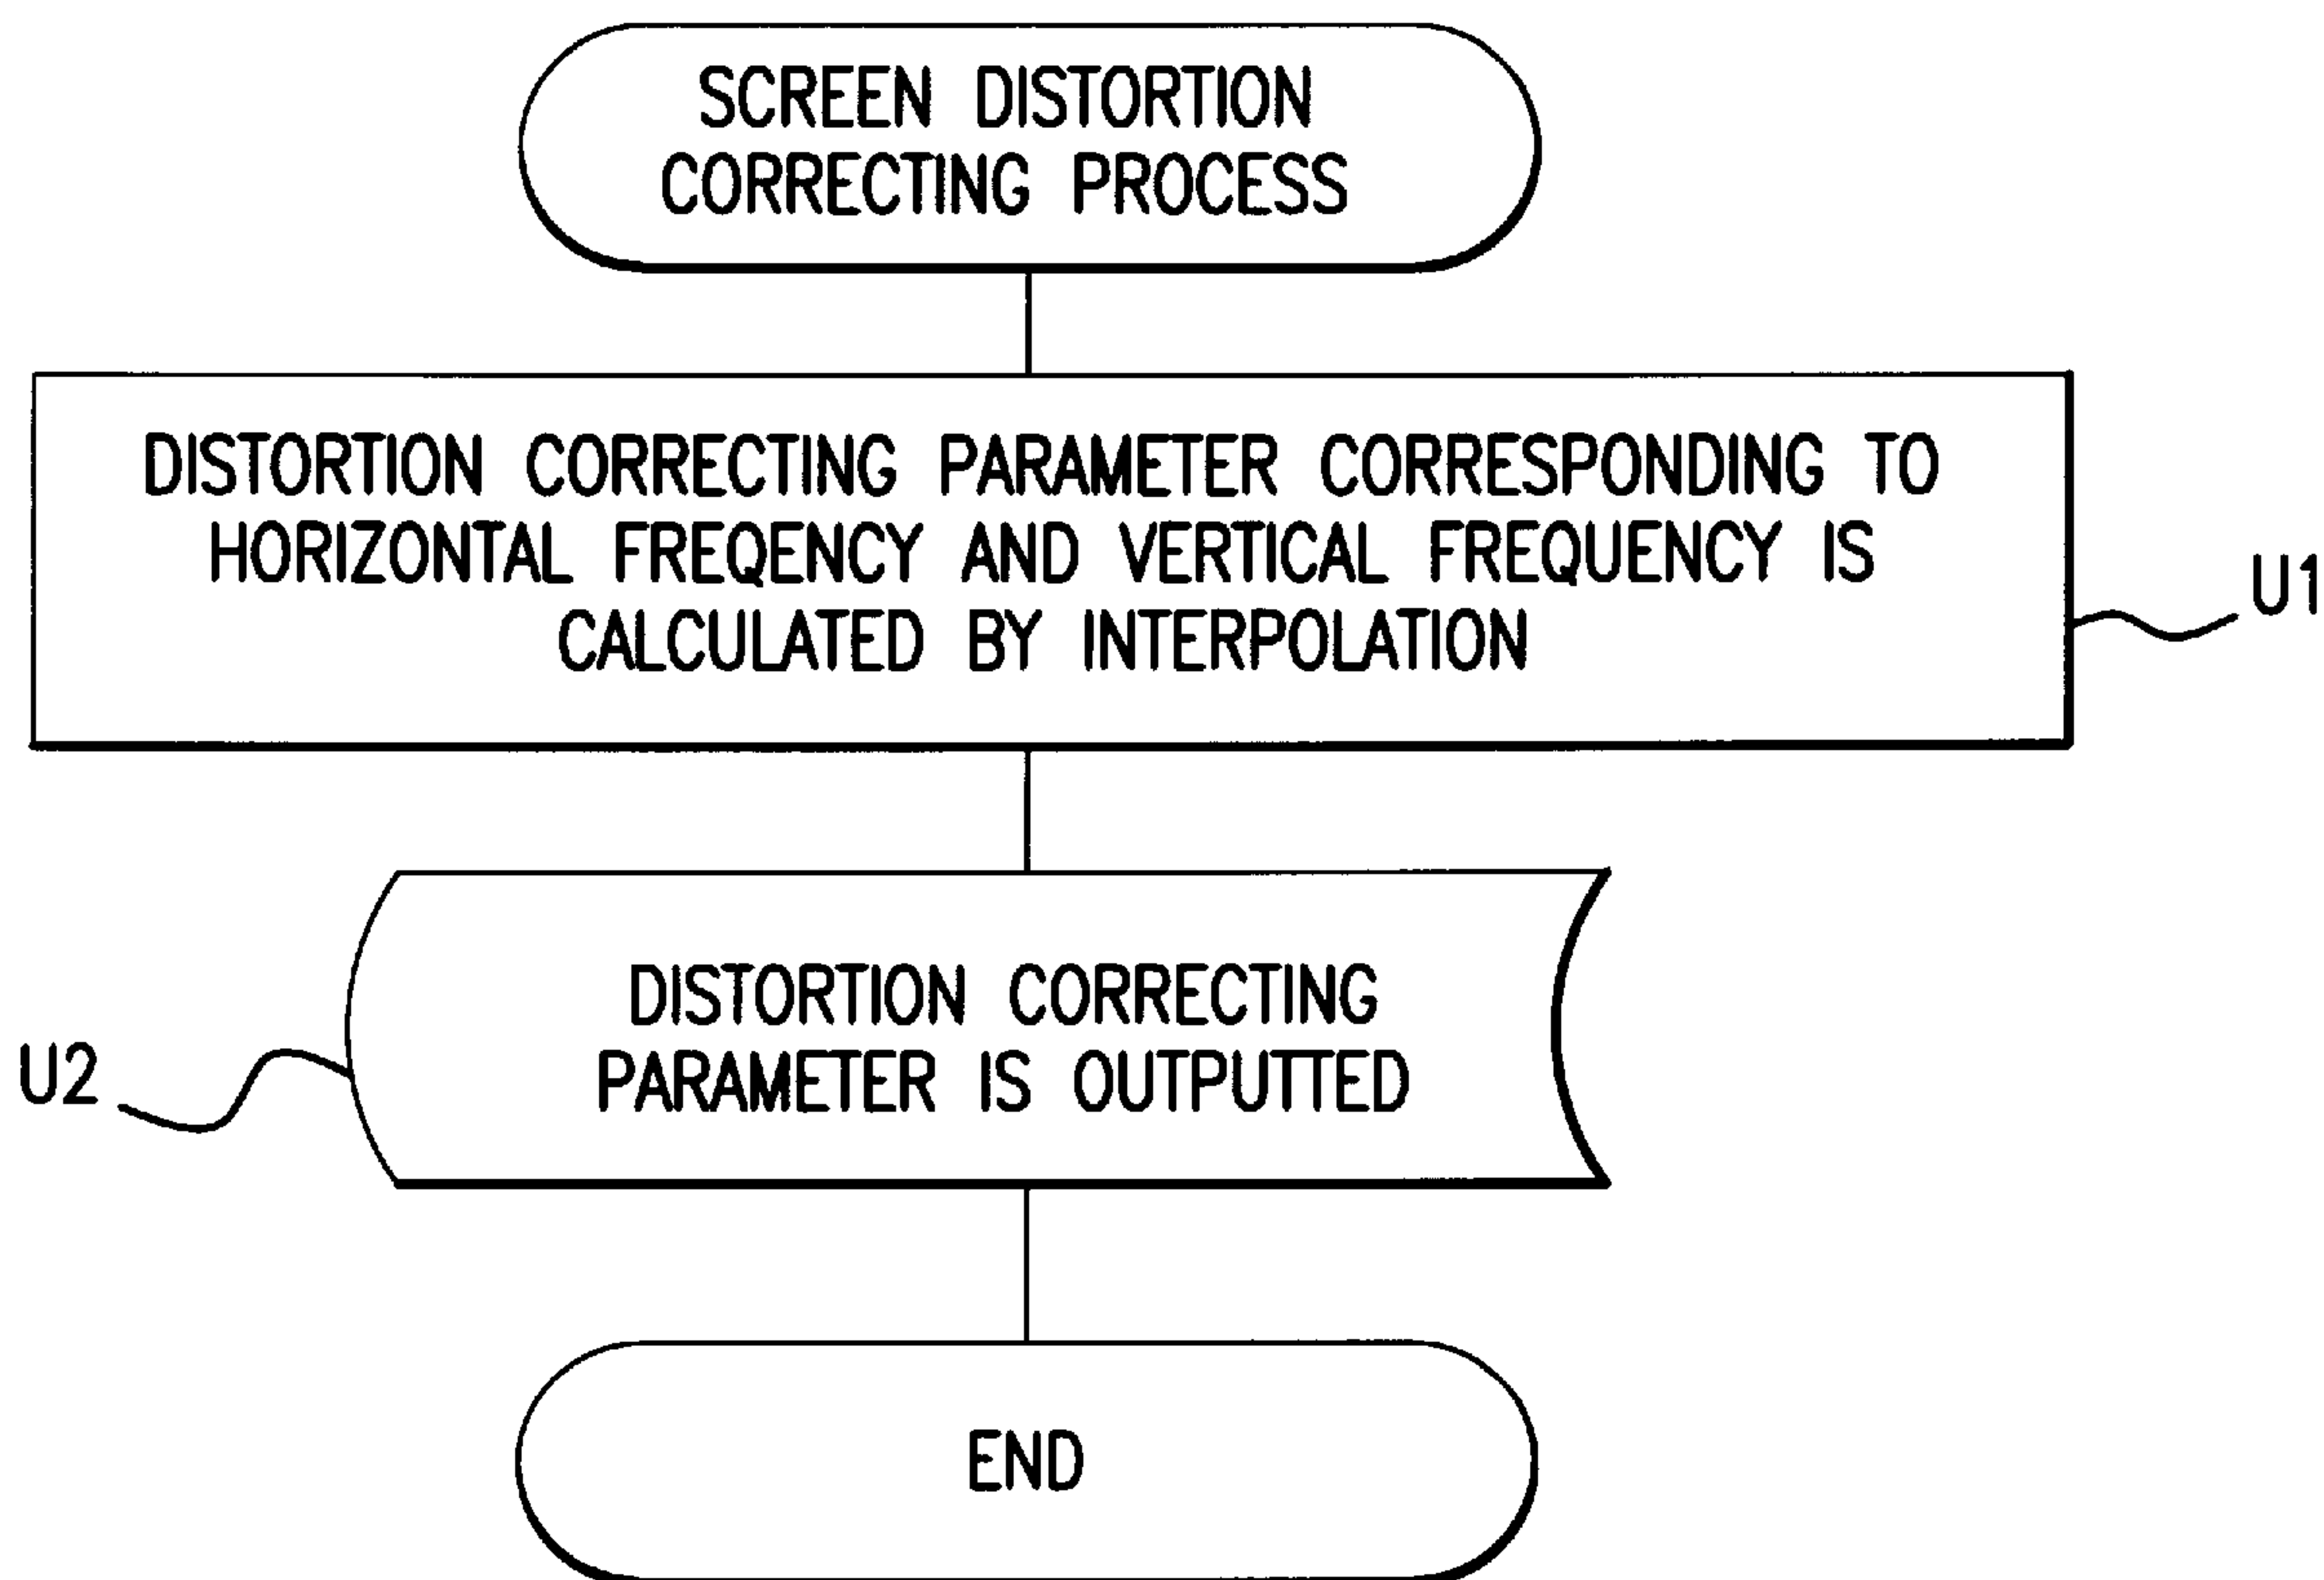 SCREEN DISTORTION
CORRECTING PROCESS
DISTORTION CORRECTING PARAMETER CORRESPONDING TO
HORIZONTAL FREQENCY AND VERTICAL FREQUENCY IS
CALCULATED BY INTERPOLATION
U1
DISTORTION CORRECTING
PARAMETER IS OUTPUTTED
U2
END